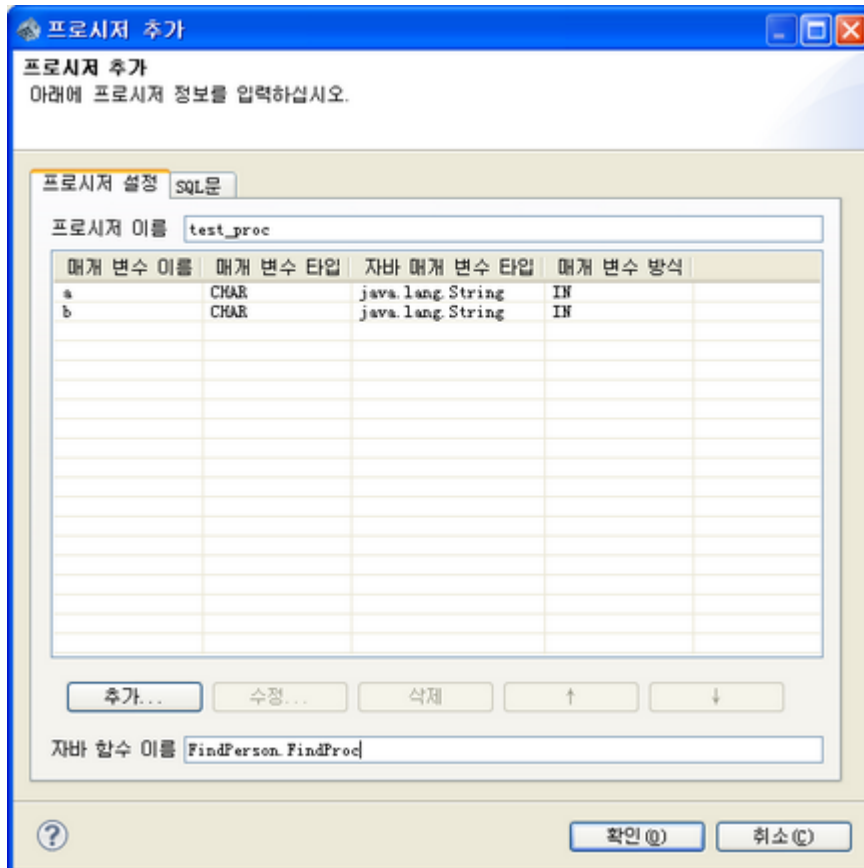 프로시저 추가
프로시저 추가
아래에 프로시저 정보를 입력하십시오.
프로시저 설정 SQL문
프로시저 이름 test_proc
매개 변수 이름 매개 변수 타입 자바 매개 변수 타입 매개 변수 방식
a CHAR java.lang.String IN
b CHAR java.lang.String IN
추가... 수정... 삭제 ↑ ↓
자바 함수 이름 FindPerson.FindProc
? 확인(O) 취소(C)